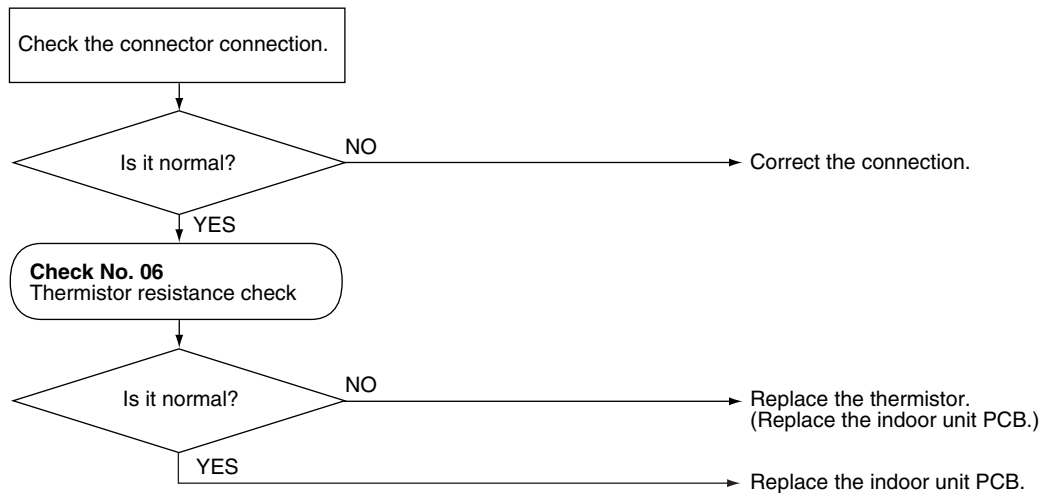 Check the connector connection.
Is it normal?
NO
Correct the connection.
YES
Check No. 06
Thermistor resistance check
Is it normal?
NO
Replace the thermistor.
(Replace the indoor unit PCB.)
YES
Replace the indoor unit PCB.